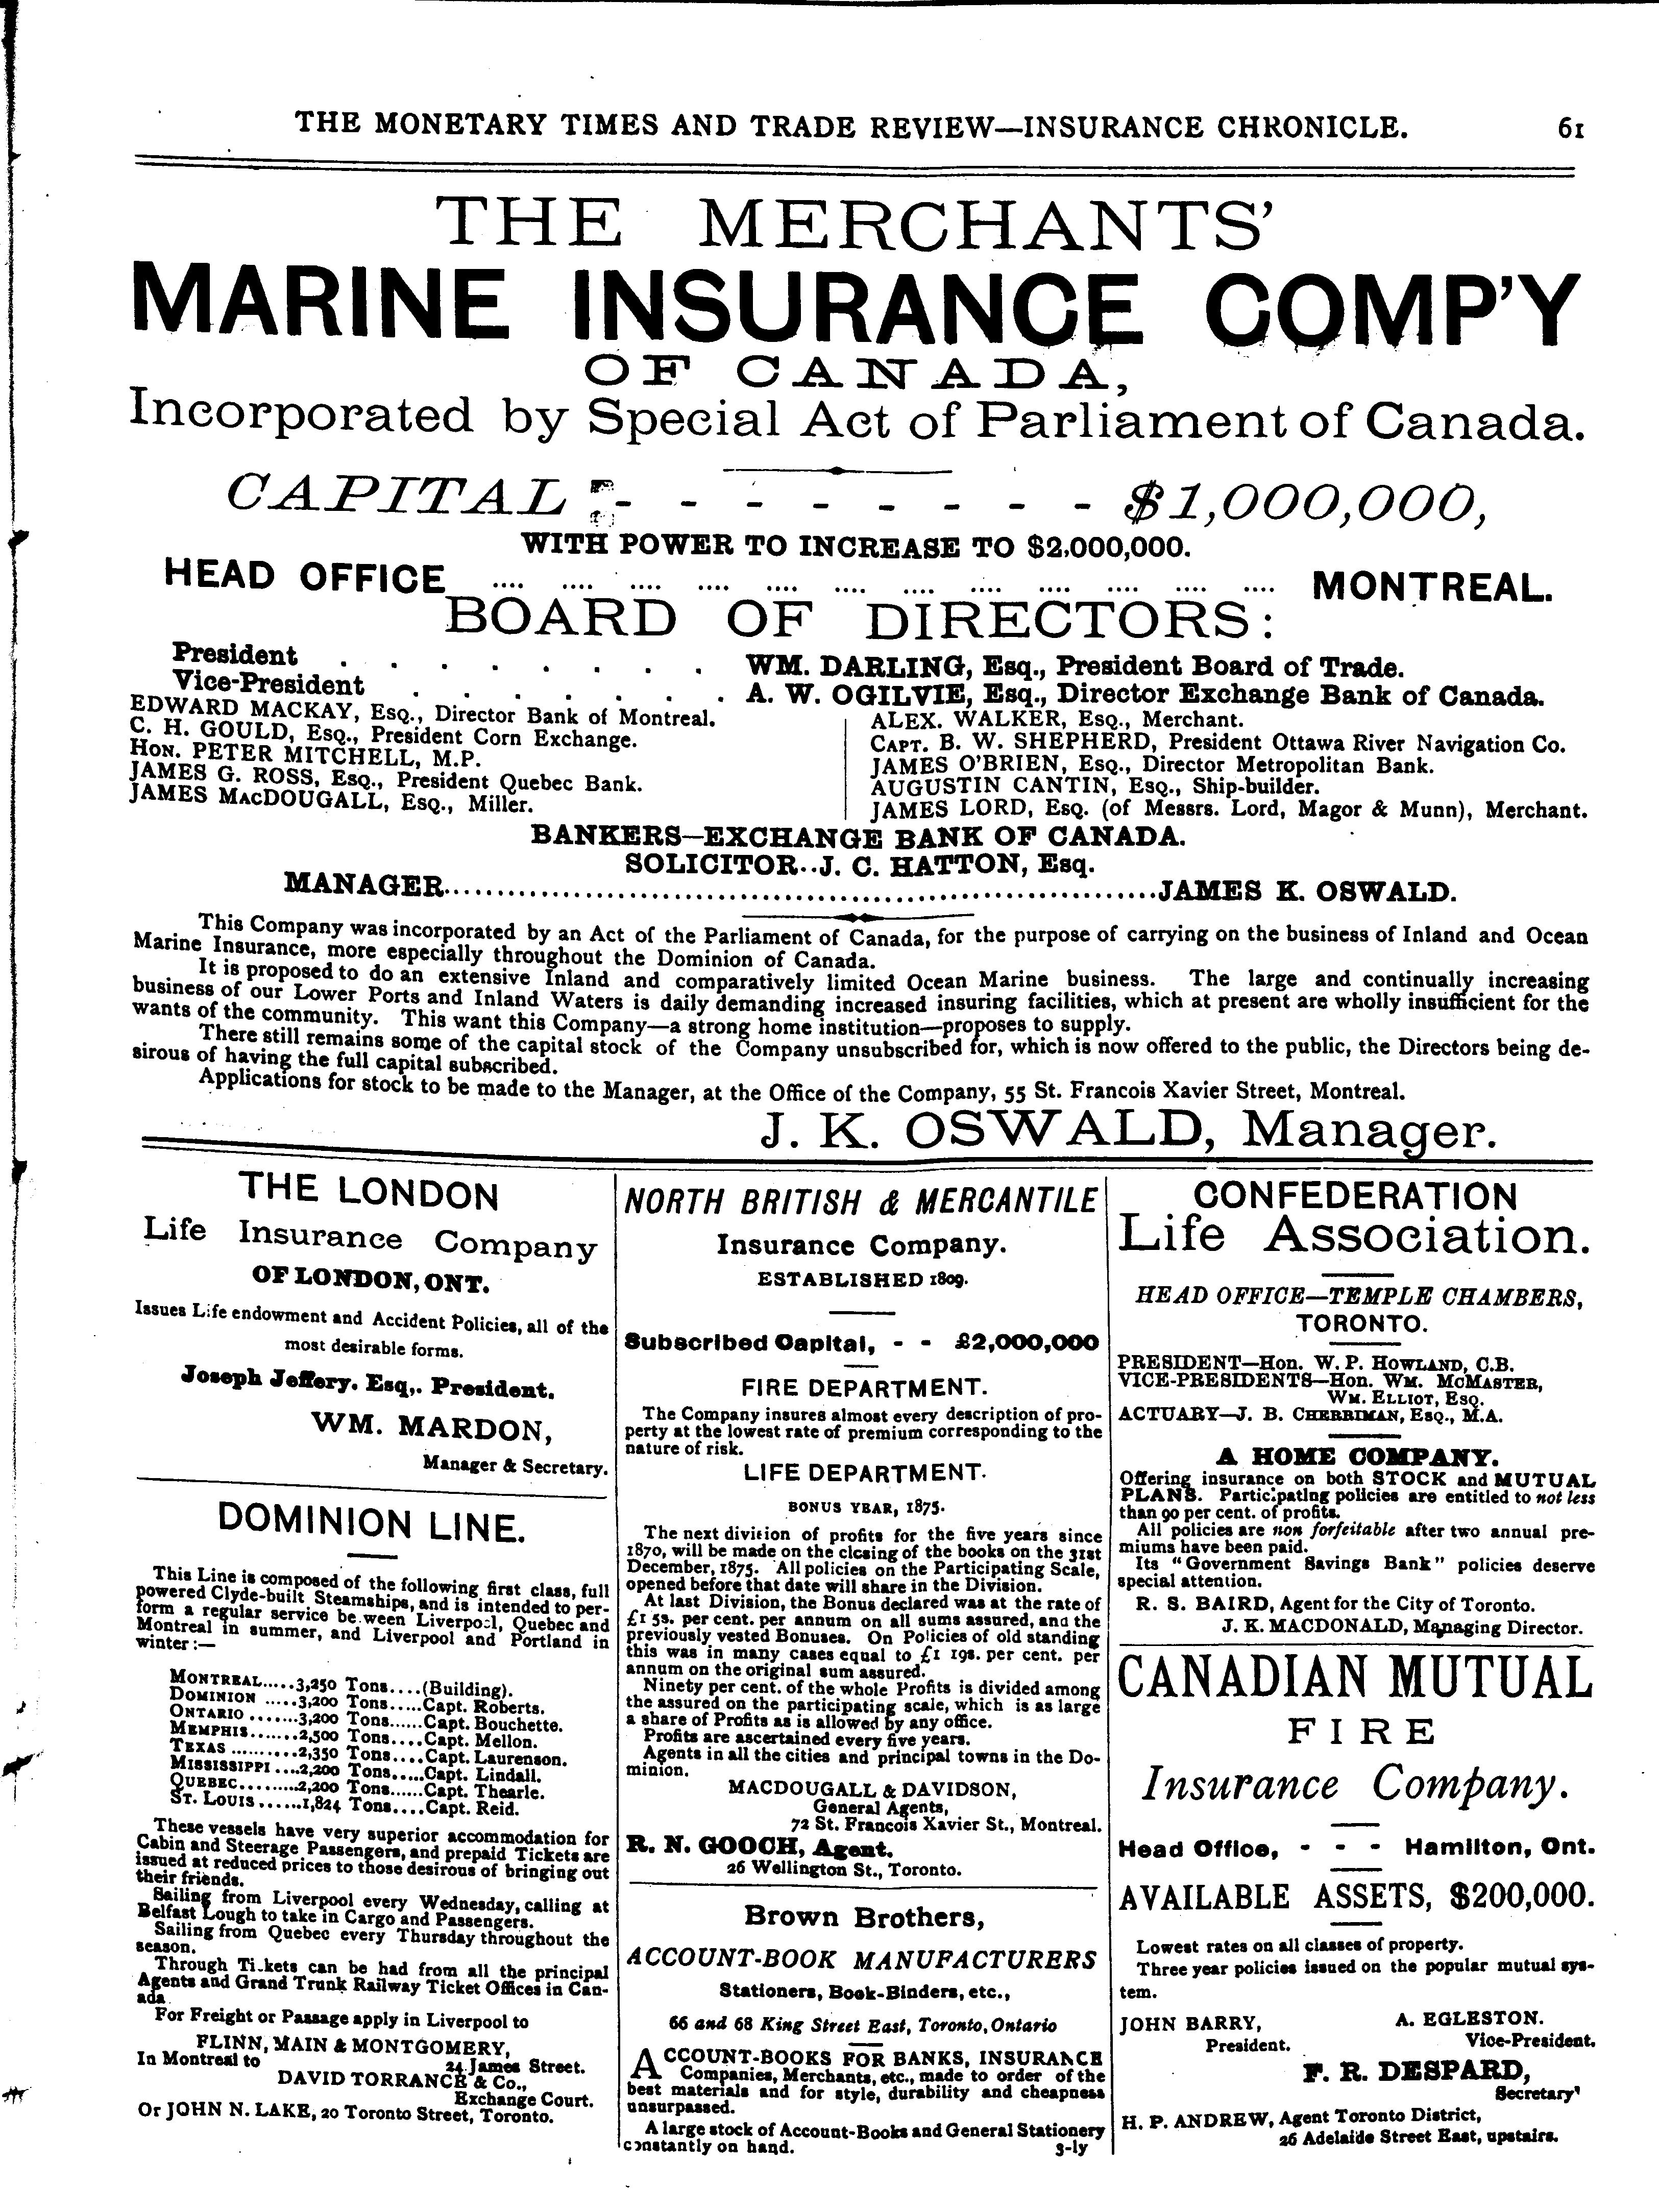 THE MONETARY TIMES AND TRADE REVIEW—INSURANCE CHRONICLE. 61
THE MERCHANTS'
MARINE INSURANCE COMP'Y
OF CANADA,
Incorporated by Special Act of Parliament of Canada.
CAPITAL - - - - - - - - $1,000,000,
WITH POWER TO INCREASE TO $2,000,000.
HEAD OFFICE .... .... .... .... .... .... .... .... .... .... .... .... MONTREAL.
BOARD OF DIRECTORS:
President . . . . . . . . WM. DARLING, Esq., President Board of Trade.
Vice-President . . . . . . . A. W. OGILVIE, Esq., Director Exchange Bank of Canada.
EDWARD MACKAY, Esq., Director Bank of Montreal.
C. H. GOULD, Esq., President Corn Exchange.
Hon. PETER MITCHELL, M.P.
JAMES G. ROSS, Esq., President Quebec Bank.
JAMES MacDOUGALL, Esq., Miller.
ALEX. WALKER, Esq., Merchant.
Capt. B. W. SHEPHERD, President Ottawa River Navigation Co.
JAMES O'BRIEN, Esq., Director Metropolitan Bank.
AUGUSTIN CANTIN, Esq., Ship-builder.
JAMES LORD, Esq. (of Messrs. Lord, Magor & Munn), Merchant.
BANKERS—EXCHANGE BANK OF CANADA.
SOLICITOR..J. C. HATTON, Esq.
MANAGER....................................................................JAMES K. OSWALD.
This Company was incorporated by an Act of the Parliament of Canada, for the purpose of carrying on the business of Inland and Ocean
Marine Insurance, more especially throughout the Dominion of Canada.
It is proposed to do an extensive Inland and comparatively limited Ocean Marine business. The large and continually increasing
business of our Lower Ports and Inland Waters is daily demanding increased insuring facilities, which at present are wholly insufficient for the
wants of the community. This want this Company—a strong home institution—proposes to supply.
There still remains some of the capital stock of the Company unsubscribed for, which is now offered to the public, the Directors being de-
sirous of having the full capital subscribed.
Applications for stock to be made to the Manager, at the Office of the Company, 55 St. Francois Xavier Street, Montreal.
J. K. OSWALD, Manager.
THE LONDON
Life Insurance Company
OF LONDON, ONT.
Issues Life endowment and Accident Policies, all of the
most desirable forms.
Joseph Jeffery. Esq,. President.
WM. MARDON,
Manager & Secretary.
DOMINION LINE.
This Line is composed of the following first class, full
powered Clyde-built Steamships, and is intended to per-
form a regular service be.ween Liverpool, Quebec and
Montreal in summer, and Liverpool and Portland in
winter:—
Montreal.....3,250 Tons....(Building).
Dominion .....3,200 Tons.....Capt. Roberts.
Ontario .......3,200 Tons......Capt. Bouchette.
Memphis.......2,500 Tons....Capt. Mellon.
Texas ..........2,350 Tons....Capt. Laurenson.
Mississippi ....2,200 Tons.....Capt. Lindall.
Quebec.........2,200 Tons......Capt. Thearle.
St. Louis ......1,824 Tons....Capt. Reid.
These vessels have very superior accommodation for
Cabin and Steerage Passengers, and prepaid Tickets are
issued at reduced prices to those desirous of bringing out
their friends.
Sailing from Liverpool every Wednesday, calling at
Belfast Lough to take in Cargo and Passengers.
Sailing from Quebec every Thursday throughout the
season.
Through Ti.kets can be had from all the principal
Agents and Grand Trunk Railway Ticket Offices in Can-
ada
For Freight or Passage apply in Liverpool to
FLINN, MAIN & MONTGOMERY,
24 James Street.
In Montreal to
DAVID TORRANCE & Co.,
Exchange Court.
Or JOHN N. LAKE, 20 Toronto Street, Toronto.
NORTH BRITISH & MERCANTILE
Insurance Company.
ESTABLISHED 1809.
Subscribed Capital, - - £2,000,000
FIRE DEPARTMENT.
The Company insures almost every description of pro-
perty at the lowest rate of premium corresponding to the
nature of risk.
LIFE DEPARTMENT.
BONUS YEAR, 1875.
The next division of profits for the five years since
1870, will be made on the closing of the books on the 31st
December, 1875. All policies on the Participating Scale,
opened before that date will share in the Division.
At last Division, the Bonus declared was at the rate of
£1 5s. per cent. per annum on all sums assured, and the
previously vested Bonuses. On Policies of old standing
this was in many cases equal to £1 19s. per cent. per
annum on the original sum assured.
Ninety per cent. of the whole Profits is divided among
the assured on the participating scale, which is as large
a share of Profits as is allowed by any office.
Profits are ascertained every five years.
Agents in all the cities and principal towns in the Do-
minion.
MACDOUGALL & DAVIDSON,
General Agents,
72 St. Francois Xavier St., Montreal.
R. N. GOOCH, Agent.
26 Wellington St., Toronto.
Brown Brothers,
ACCOUNT-BOOK MANUFACTURERS
Stationers, Book-Binders, etc.,
66 and 68 King Street East, Toronto, Ontario
ACCOUNT-BOOKS FOR BANKS, INSURANCE
Companies, Merchants, etc., made to order of the
best materials and for style, durability and cheapness
unsurpassed.
A large stock of Account-Books and General Stationery
constantly on hand. 3-ly
CONFEDERATION
Life Association.
HEAD OFFICE—TEMPLE CHAMBERS,
TORONTO.
PRESIDENT—Hon. W. P. Howland, C.B.
VICE-PRESIDENTS—Hon. Wm. McMaster,
Wm. Elliot, Esq.
ACTUARY—J. B. Cherriman, Esq., M.A.
A HOME COMPANY.
Offering insurance on both STOCK and MUTUAL
PLANS. Participating policies are entitled to not less
than 90 per cent. of profits.
All policies are non forfeitable after two annual pre-
miums have been paid.
Its "Government Savings Bank" policies deserve
special attention.
R. S. BAIRD, Agent for the City of Toronto.
J. K. MACDONALD, Managing Director.
CANADIAN MUTUAL
FIRE
Insurance Company.
Head Office, - - - Hamilton, Ont.
AVAILABLE ASSETS, $200,000.
Lowest rates on all classes of property.
Three year policies issued on the popular mutual sys-
tem.
JOHN BARRY,
President.
A. EGLESTON.
Vice-President.
F. R. DESPARD,
Secretary'
H. P. ANDREW, Agent Toronto District,
26 Adelaide Street East, upstairs.